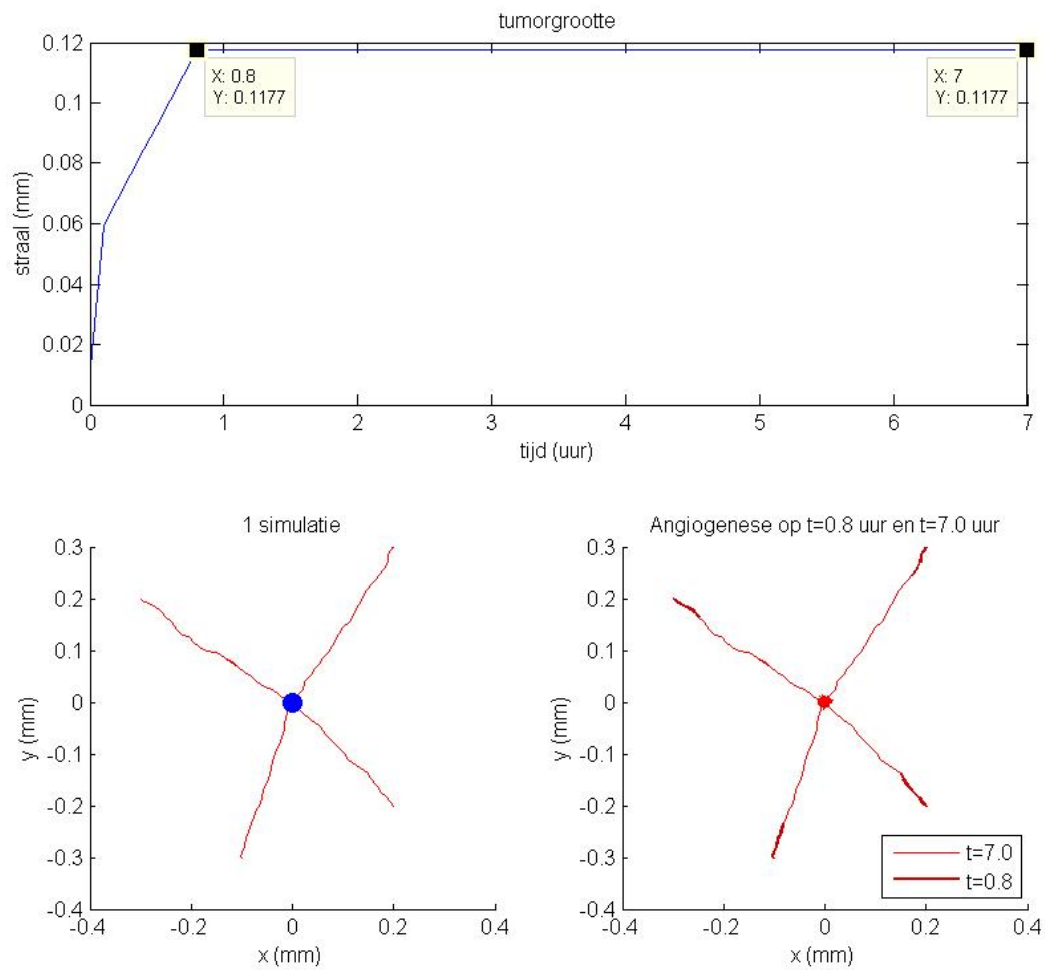 tumorgrootte
0.12
0.1
0.08
0.06
0.04
0.02
0
straal (mm)
X: 0.8
Y: 0.1177
X: 7
Y: 0.1177
0 1 2 3 4 5 6 7
tijd (uur)
1 simulatie
0.3
0.2
0.1
0
-0.1
-0.2
-0.3
-0.4
y (mm)
-0.4 -0.2 0 0.2 0.4
x (mm)
Angiogenese op t=0.8 uur en t=7.0 uur
0.3
0.2
0.1
0
-0.1
-0.2
-0.3
-0.4
y (mm)
t=7.0
t=0.8
-0.4 -0.2 0 0.2 0.4
x (mm)